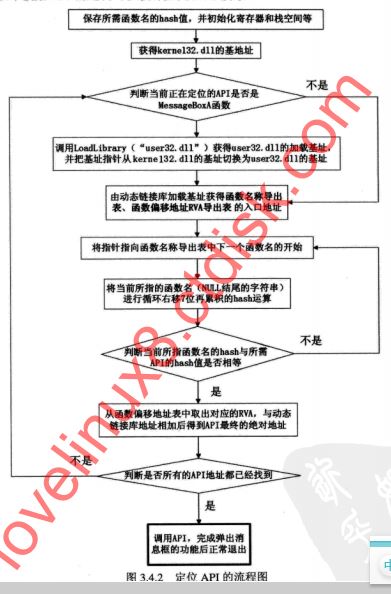 保存所需函数名的hash值，并初始化寄存器和栈空间等
获得kernel32.dll的基地址
不是
判断当前正在定位的API是否是
MessageBoxA函数
调用LoadLibrary（“user32.dll”）获得user32.dll的加载基址，
并把基址指针从kernel32.dll的基址切换为user32.dll的基址
由动态链接库加载基址获得函数名称导出
表、函数偏移地址RVA导出表 的入口地址
将指针指向函数名称导出表中下一个函数名的开始
将当前所指的函数名（NULL结尾的字符串）
进行循环右移7位再累积的hash运算
不是
判断当前所指函数名的hash与所需
API的hash值是否相等
是
从函数偏移地址表中取出对应的RVA，与动态
链接库地址相加后得到API最终的绝对地址
不是
判断是否所有的API地址都已经找到
是
调用API，完成弹出消
息框的功能后正常退出
图 3.4.2 定位 API 的流程图
lovelinux8.ctdisk.com
中